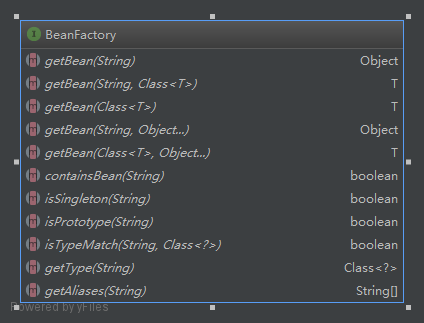 I BeanFactory
M getBean(String) Object
M getBean(String, Class<T>) T
M getBean(Class<T>) T
M getBean(String, Object...) Object
M getBean(Class<T>, Object...) T
M containsBean(String) boolean
M isSingleton(String) boolean
M isPrototype(String) boolean
M isTypeMatch(String, Class<?>) boolean
M getType(String) Class<?>
M getAliases(String) String[]
Powered by yFiles